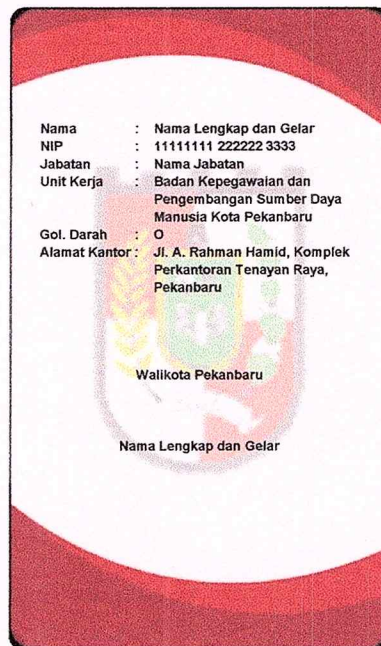 Nama : Nama Lengkap dan Gelar
NIP : 11111111 222222 3333
Jabatan : Nama Jabatan
Unit Kerja : Badan Kepegawaian dan
Pengembangan Sumber Daya
Manusia Kota Pekanbaru
Gol. Darah : O
Alamat Kantor : Jl. A. Rahman Hamid, Komplek
Perkantoran Tenayan Raya,
Pekanbaru
Walikota Pekanbaru
Nama Lengkap dan Gelar